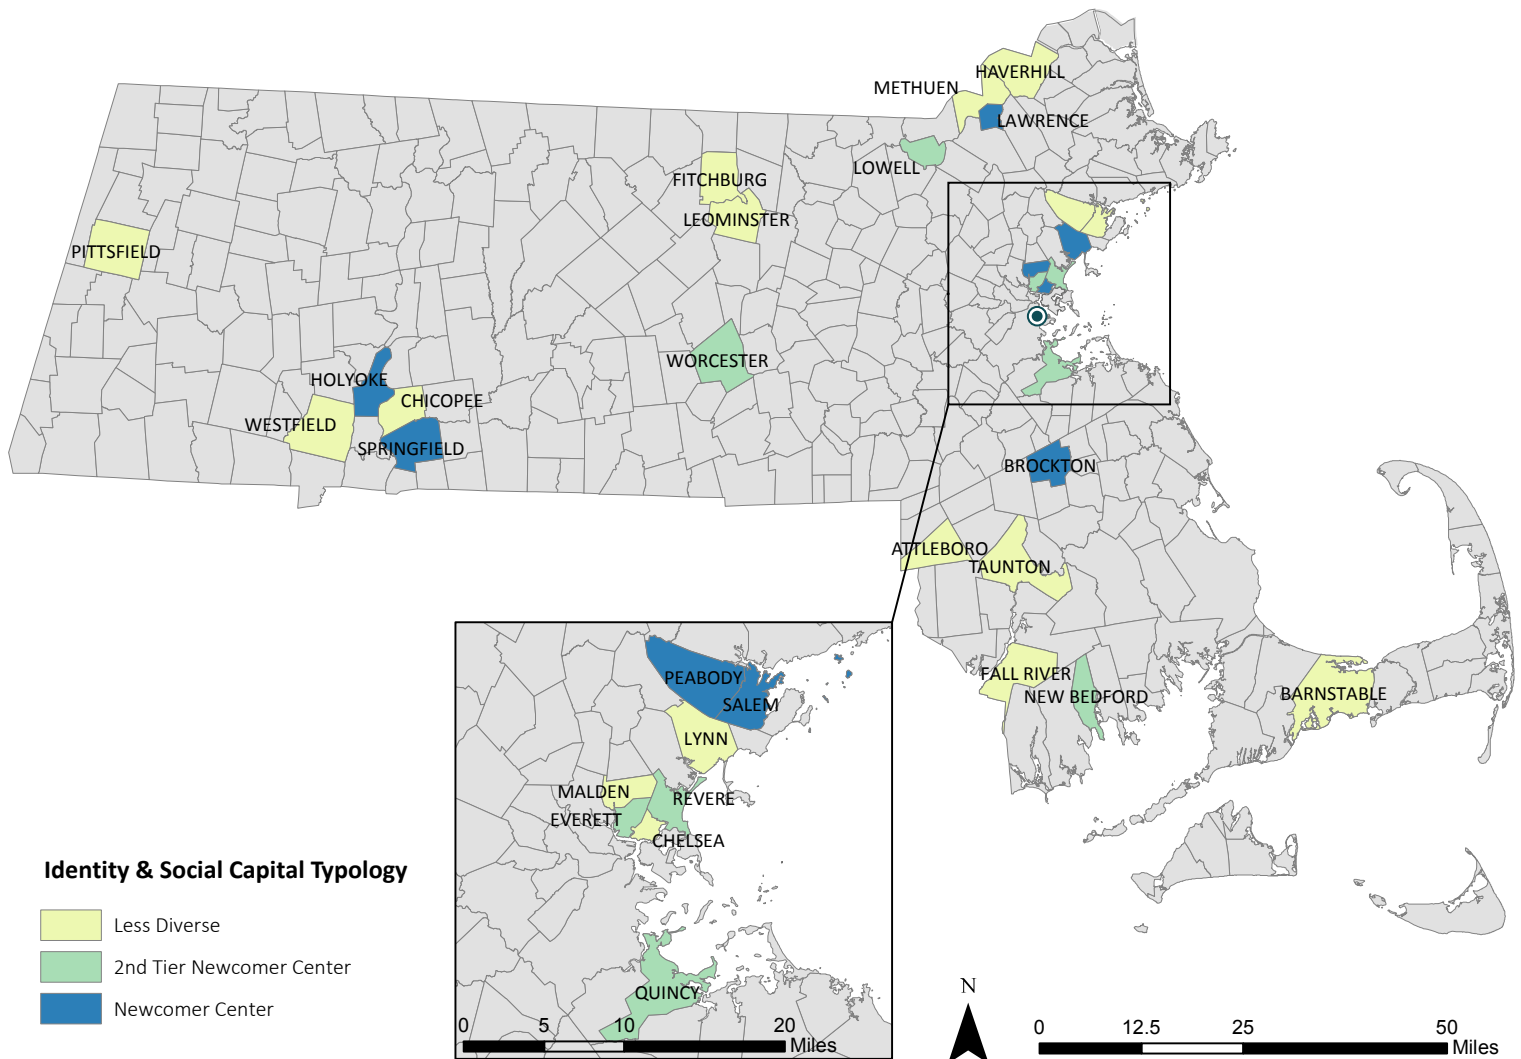 HAVERHILL
METHUEN
LAWRENCE
LOWELL
FITCHBURG
LEOMINSTER
PITTSFIELD
WORCESTER
HOLYOKE
CHICOPEE
WESTFIELD
SPRINGFIELD
BROCKTON
ATTLEBORO
TAUNTON
FALL RIVER
NEW BEDFORD
BARNSTABLE
PEABODY
SALEM
LYNN
MALDEN
REVERE
EVERETT
CHELSEA
QUINCY
0 5 10 20
Miles
Identity & Social Capital Typology
Less Diverse
2nd Tier Newcomer Center
Newcomer Center
N
0 12.5 25 50
Miles